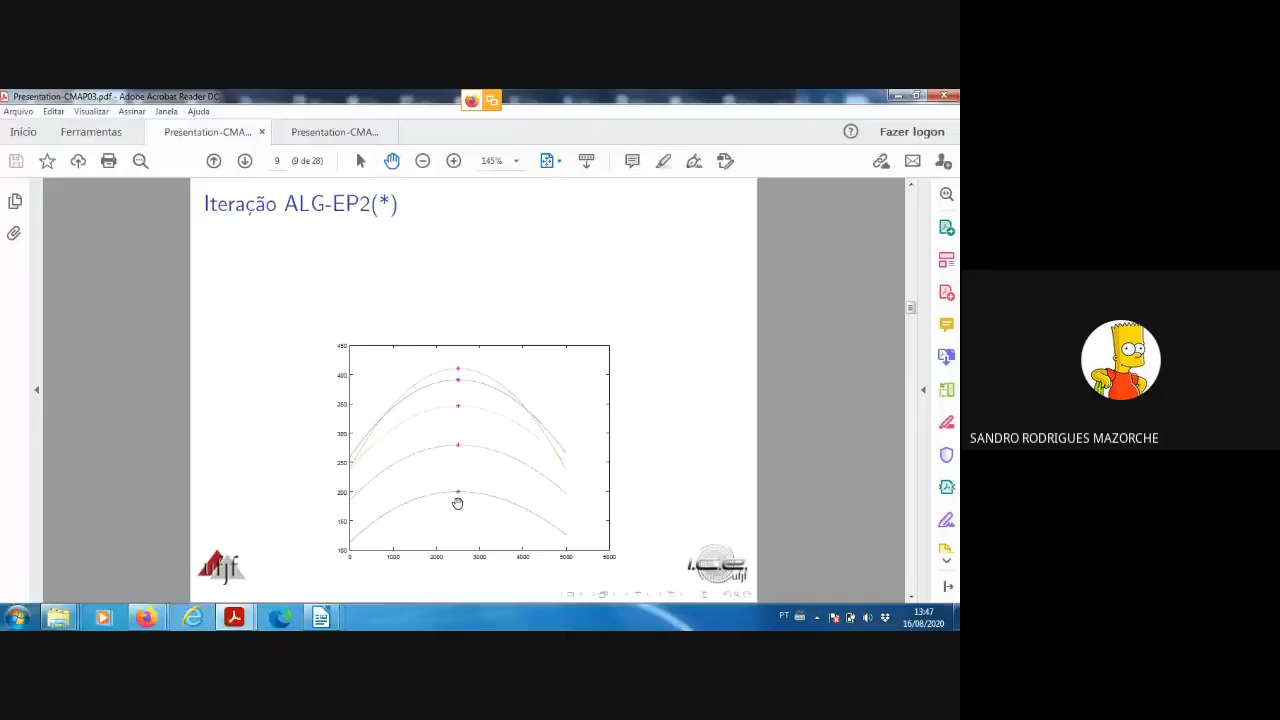 Presentation-CMAP03.pdf - Adobe Acrobat Reader DC
Arquivo Editar Visualizar Assinar Janela Ajuda
Início Ferramentas Presentation-CMA... × Presentation-CMA... Fazer logon
9 (9 de 28) 145%
Iteração ALG-EP2(*)
450
400
350
300
250
200
150
100
0 1000 2000 3000 4000 5000 6000
ufjf
i.c.e.
ufjf
SANDRO RODRIGUES MAZORCHE
PT
13:47
16/08/2020